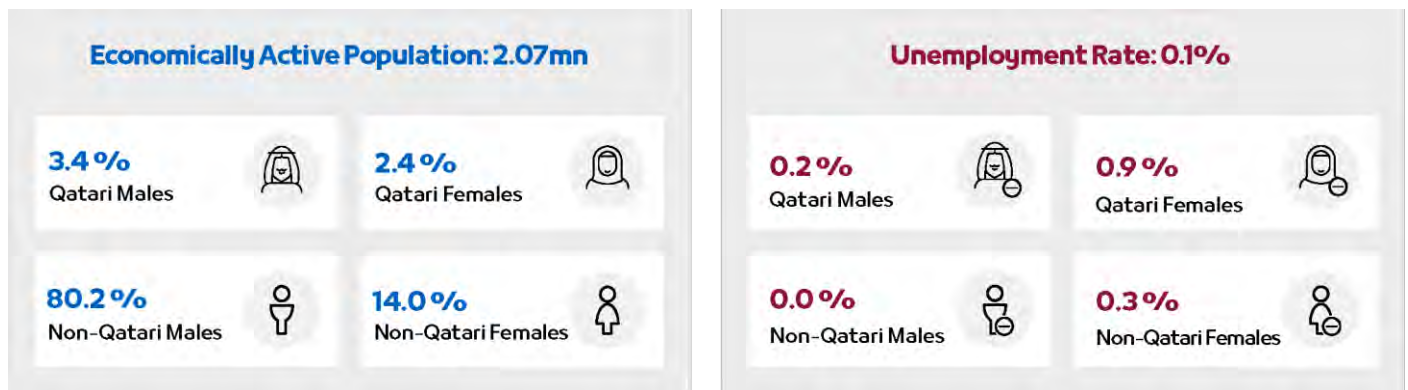 Economically Active Population: 2.07mn
3.4%
Qatari Males
2.4%
Qatari Females
80.2%
Non-Qatari Males
14.0%
Non-Qatari Females
Unemployment Rate: 0.1%
0.2%
Qatari Males
0.9%
Qatari Females
0.0%
Non-Qatari Males
0.3%
Non-Qatari Females